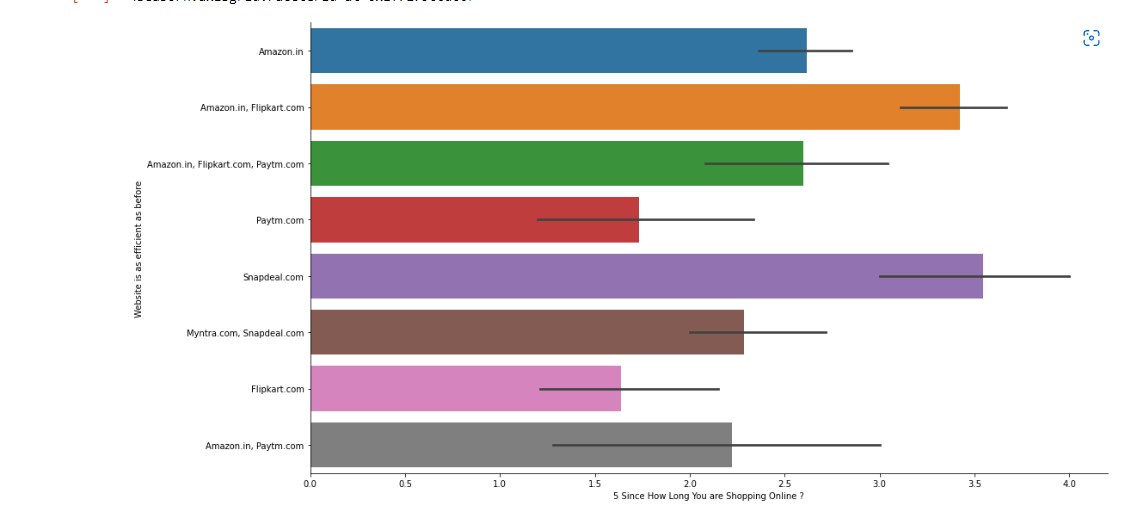 Amazon.in
Amazon.in, Flipkart.com
Amazon.in, Flipkart.com, Paytm.com
Paytm.com
Snapdeal.com
Myntra.com, Snapdeal.com
Flipkart.com
Amazon.in, Paytm.com
Website is as efficient as before
0.0 0.5 1.0 1.5 2.0 2.5 3.0 3.5 4.0
5 Since How Long You are Shopping Online ?